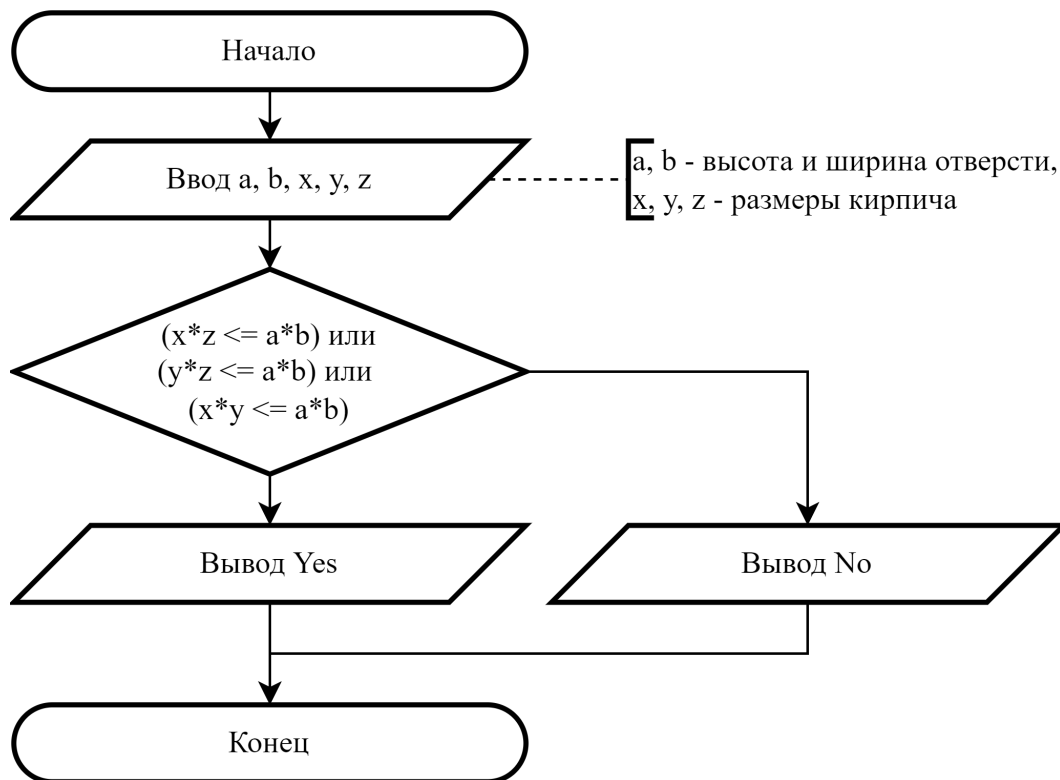 Начало
Ввод a, b, x, y, z
a, b - высота и ширина отверсти,
x, y, z - размеры кирпича
(x*z <= a*b) или
(y*z <= a*b) или
(x*y <= a*b)
Вывод Yes
Вывод No
Конец